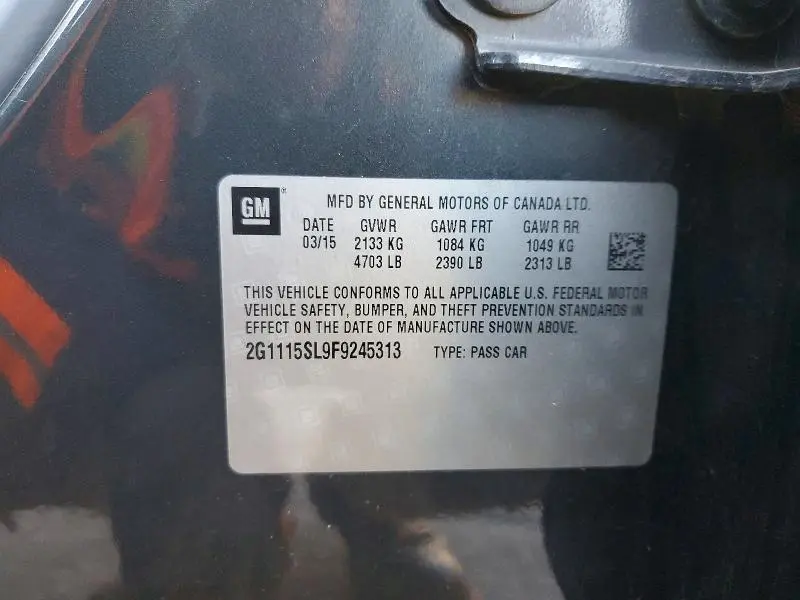 GM ®
MFD BY GENERAL MOTORS OF CANADA LTD.
DATE GVWR GAWR FRT GAWR RR
03/15 2133 KG 1084 KG 1049 KG
4703 LB 2390 LB 2313 LB
THIS VEHICLE CONFORMS TO ALL APPLICABLE U.S. FEDERAL MOTOR
VEHICLE SAFETY, BUMPER, AND THEFT PREVENTION STANDARDS IN
EFFECT ON THE DATE OF MANUFACTURE SHOWN ABOVE.
2G1115SL9F9245313 TYPE: PASS CAR